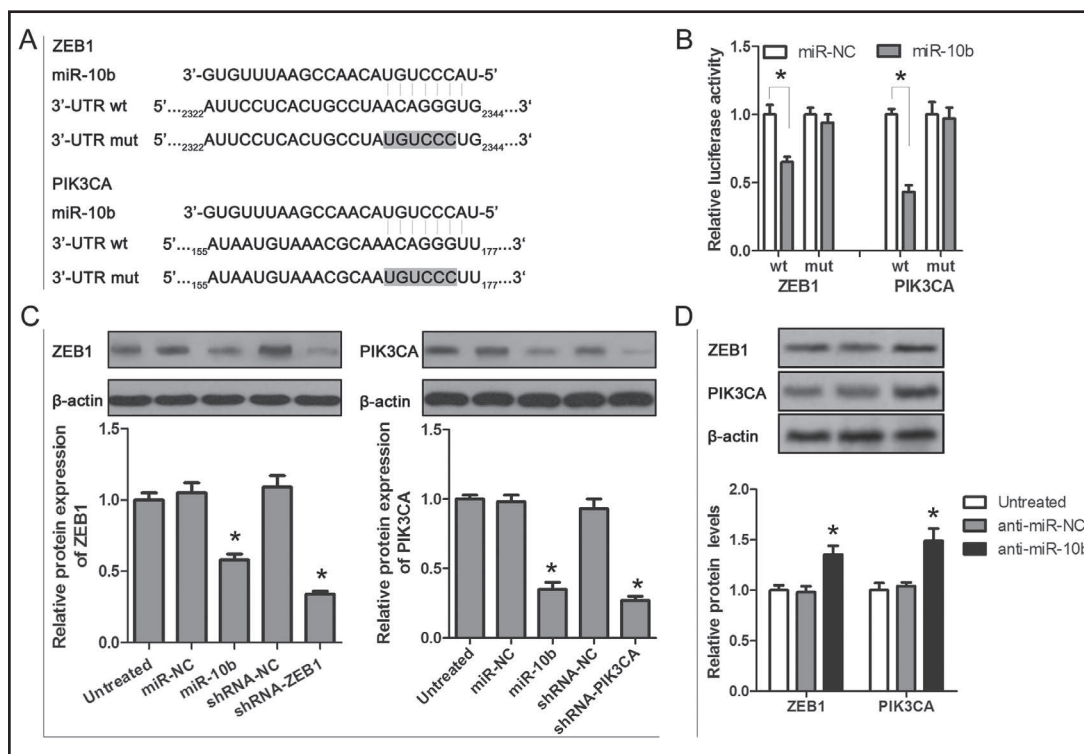 A
ZEB1
miR-10b 3'-GUGUUUAAGCCAACAUGUCCCAU-5'
3'-UTR wt 5'...2322AUUCCUCACUGCCUAACAGGGUG2344...3'
3'-UTR mut 5'...2322AUUCCUCACUGCCUAUGUCCCUG2344...3'
PIK3CA
miR-10b 3'-GUGUUUAAGCCAACAUGUCCCAU-5'
3'-UTR wt 5'...155AUAAUGUAAACGCAAACAGGGUU177...3'
3'-UTR mut 5'...155AUAAUGUAAACGCAAUGUCCCUU177...3'
B
miR-NC miR-10b
Relative luciferase activity
1.5
1.0
0.5
0.0
* *
wt mut wt mut
ZEB1 PIK3CA
C
ZEB1
β-actin
Relative protein expression
of ZEB1
1.5
1.0
0.5
0.0
* *
Untreated miR-NC miR-10b shRNA-NC shRNA-ZEB1
PIK3CA
β-actin
Relative protein expression
of PIK3CA
1.5
1.0
0.5
0.0
* *
Untreated miR-NC miR-10b shRNA-NC shRNA-PIK3CA
D
ZEB1
PIK3CA
β-actin
Relative protein levels
2.0
1.5
1.0
0.5
0.0
* *
ZEB1 PIK3CA
Untreated
anti-miR-NC
anti-miR-10b